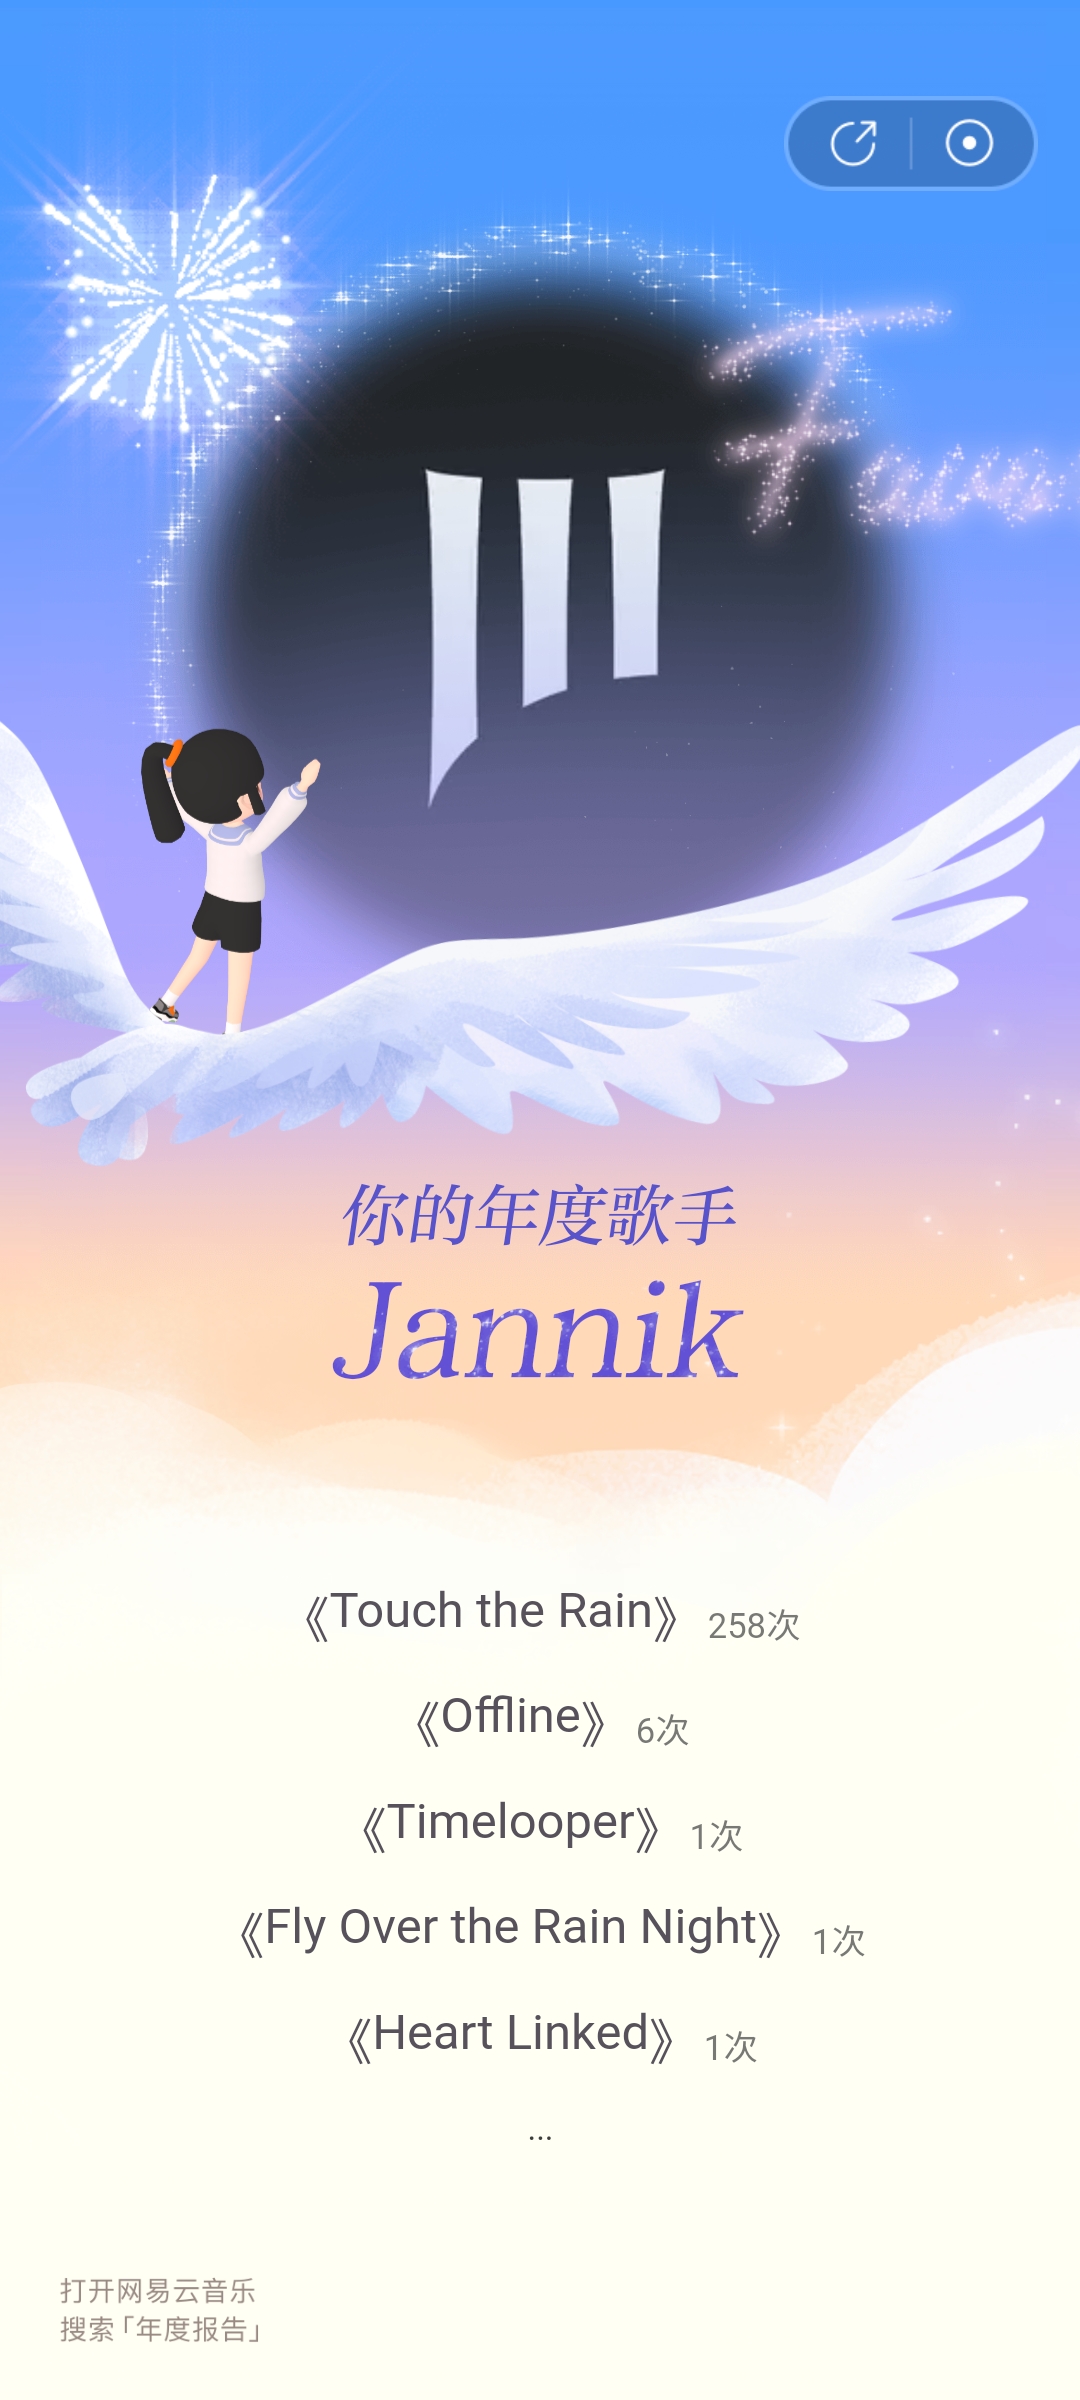 你的年度歌手
Jannik
《Touch the Rain》 258次
《Offline》 6次
《Timelooper》 1次
《Fly Over the Rain Night》 1次
《Heart Linked》 1次
...
打开网易云音乐
搜索「年度报告」